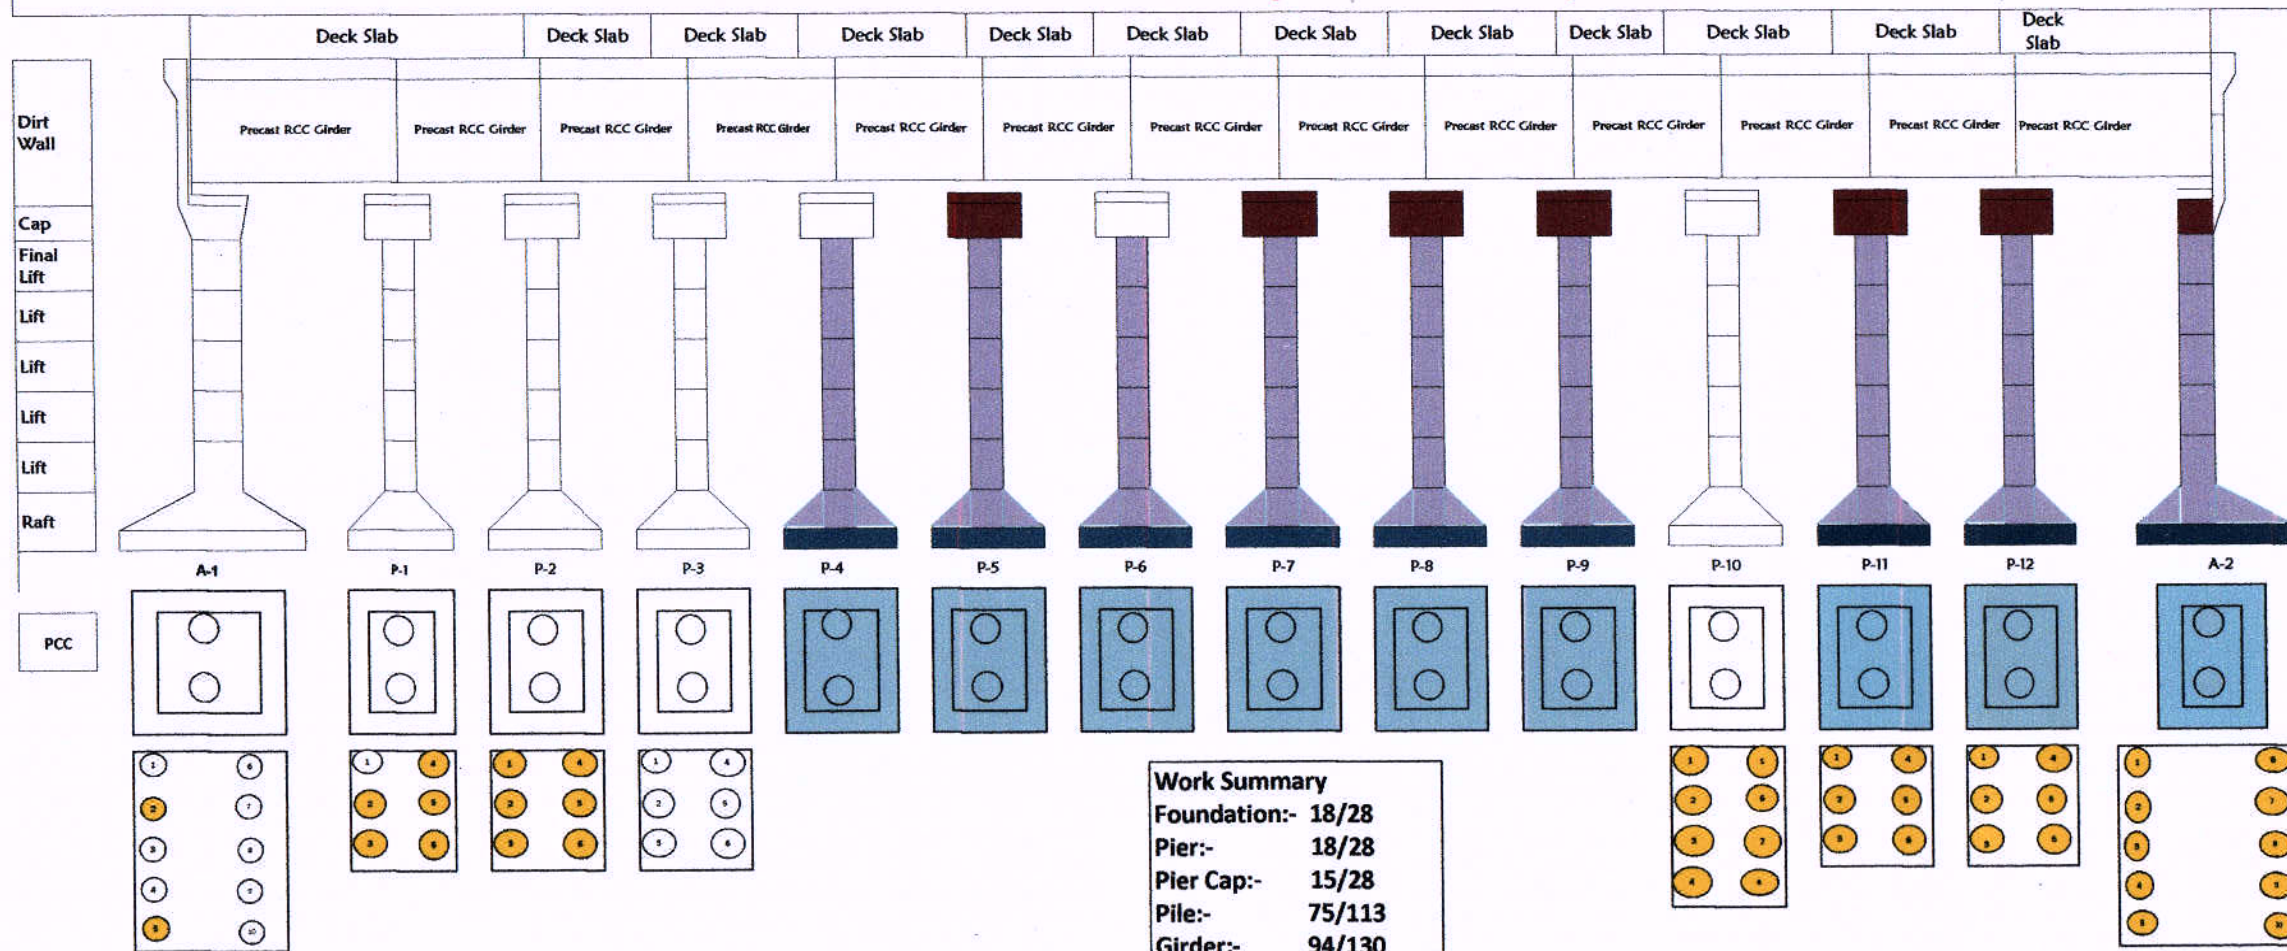 Deck Slab
Deck Slab
Deck Slab
Deck Slab
Deck Slab
Deck Slab
Deck Slab
Deck Slab
Deck Slab
Deck Slab
Deck Slab
Deck
Slab
Dirt
Wall
Precast RCC Girder
Precast RCC Girder
Precast RCC Girder
Precast RCC Girder
Precast RCC Girder
Precast RCC Girder
Precast RCC Girder
Precast RCC Girder
Precast RCC Girder
Precast RCC Girder
Precast RCC Girder
Precast RCC Girder
Precast RCC Girder
Cap
Final
Lift
Lift
Lift
Lift
Lift
Raft
A-1
P-1
P-2
P-3
P-4
P-5
P-6
P-7
P-8
P-9
P-10
P-11
P-12
A-2
PCC
Work Summary
Foundation:- 18/28
Pier:- 18/28
Pier Cap:- 15/28
Pile:- 75/113
Girder:- 94/130